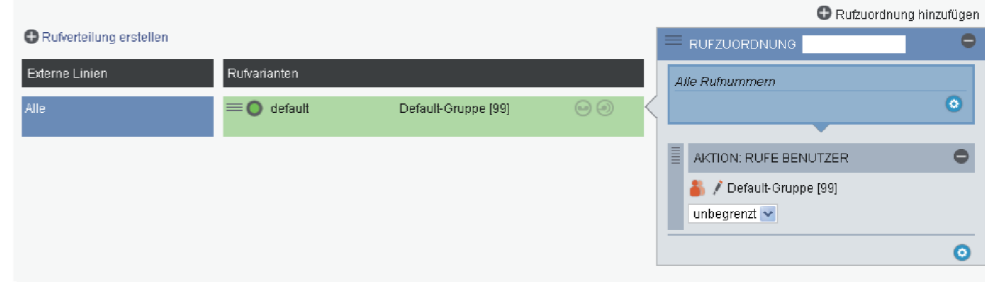 Rufzuordnung hinzufügen
Rufverteilung erstellen
RUFZUORDNUNG
Externe Linien
Rufvarianten
Alle Rufnummern
Alle
default
Default-Gruppe [99]
AKTION: RUFE BENUTZER
Default-Gruppe [99]
unbegrenzt